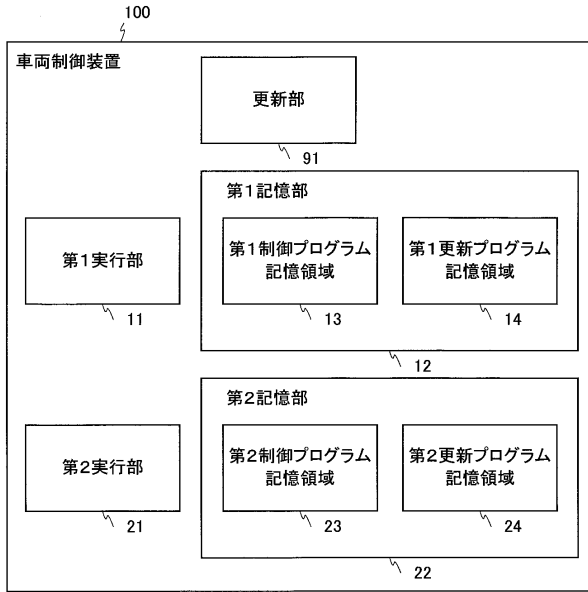 100
車両制御装置
更新部
91
第1記憶部
第1実行部
11
第1制御プログラム
記憶領域
13
第1更新プログラム
記憶領域
14
12
第2記憶部
第2実行部
21
第2制御プログラム
記憶領域
23
第2更新プログラム
記憶領域
24
22